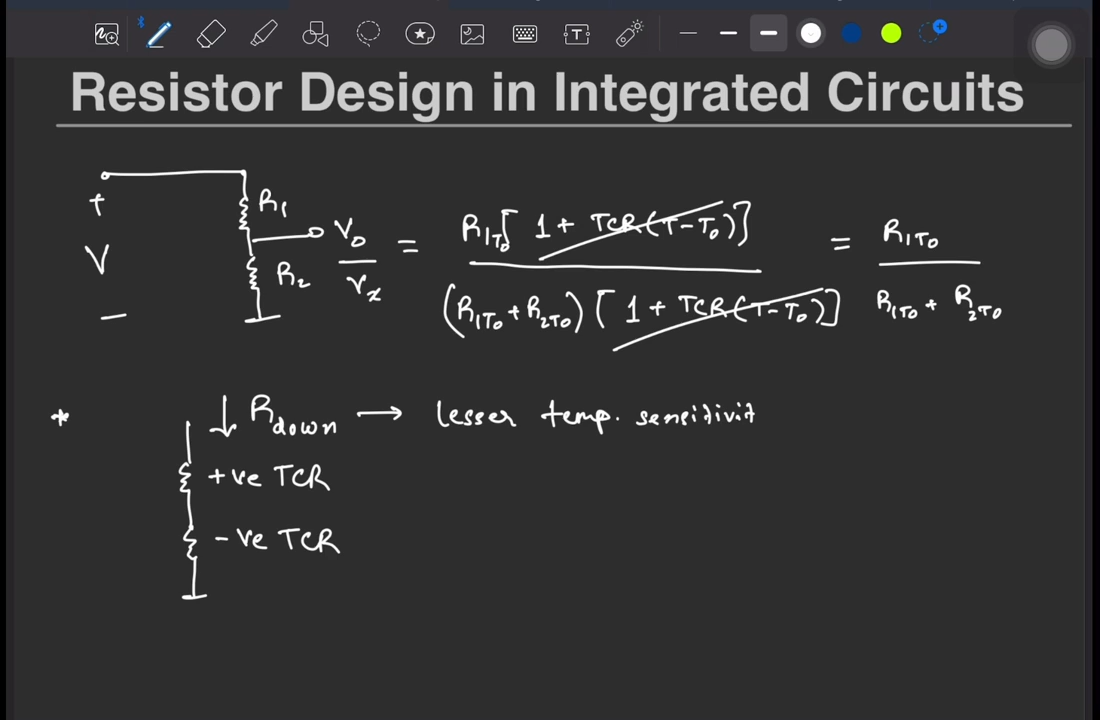 Resistor Design in Integrated Circuits
+
V
−
R₁
R₂
V₀/Vₓ = R₁T₀[1 + TCR(T−T₀)] / (R₁T₀ + R₂T₀)[1 + TCR(T−T₀)] = R₁T₀ / R₁T₀ + R₂T₀
* ↓ Rdown → lesser temp. sensitivit
+ve TCR
−ve TCR